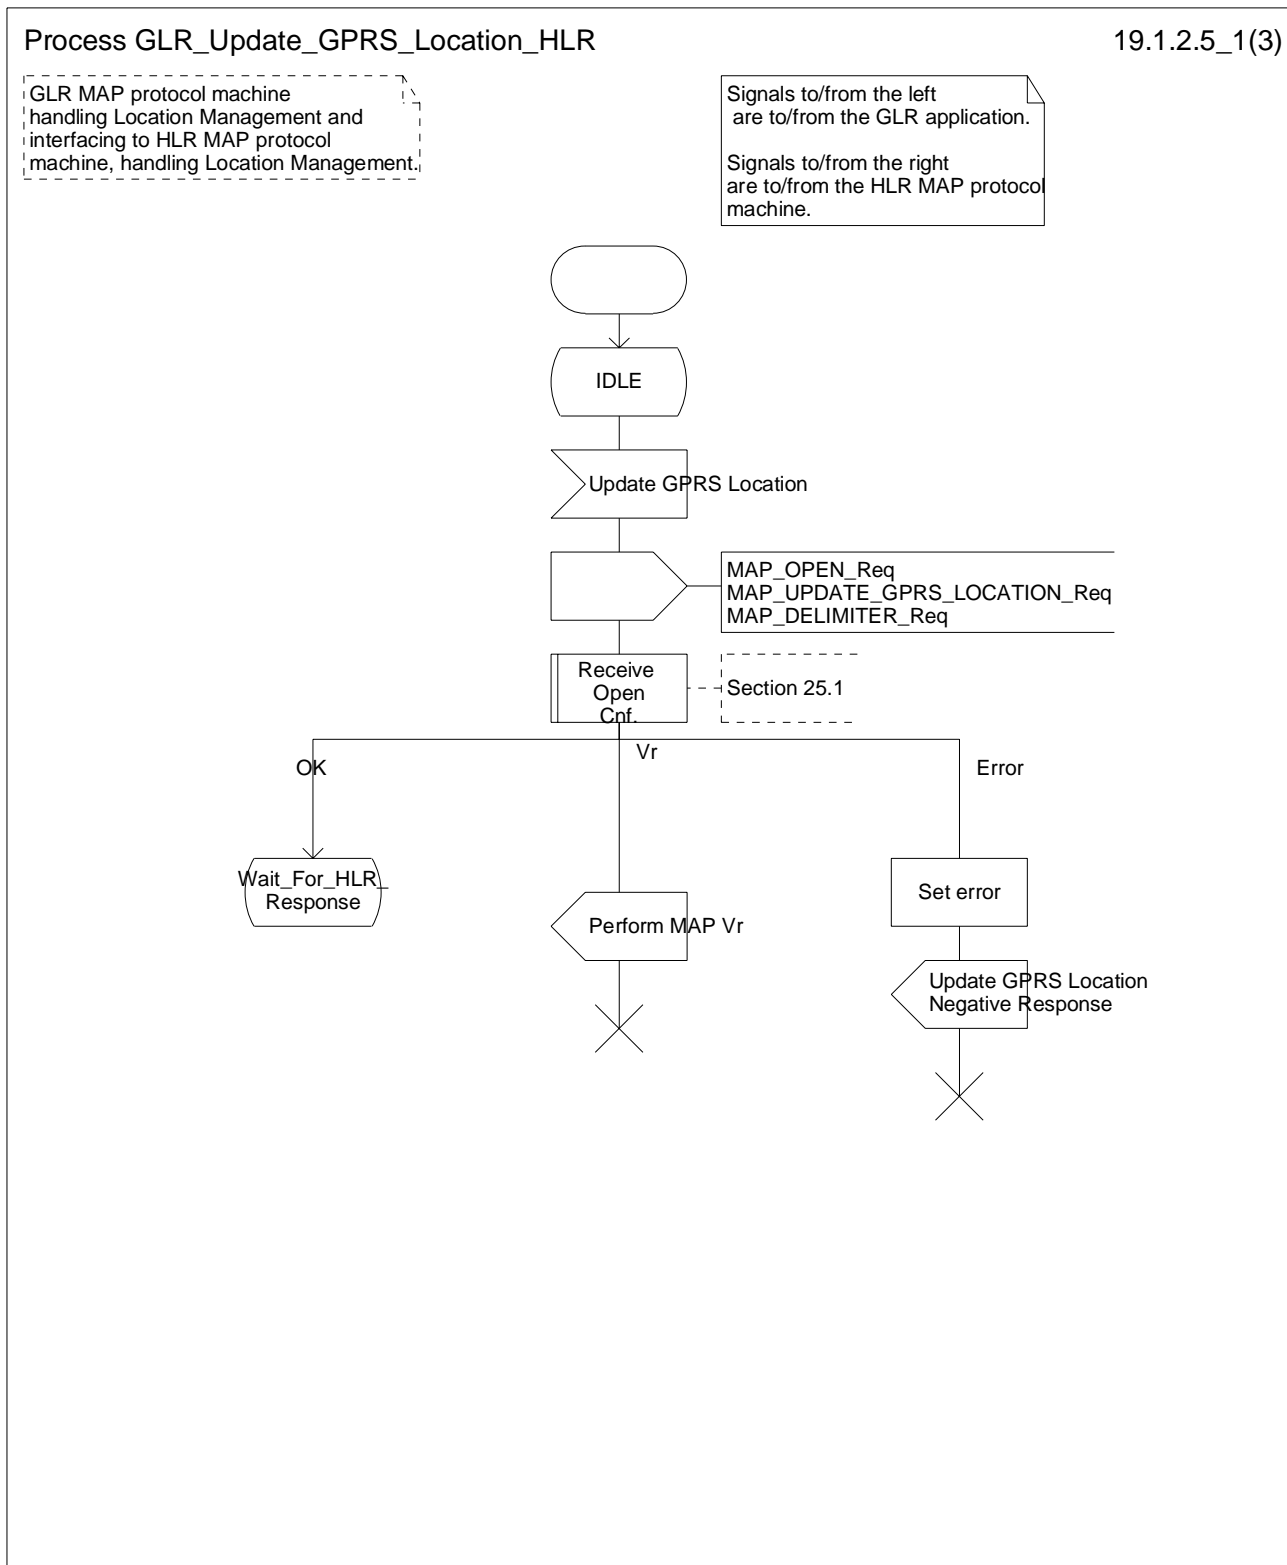 Process GLR_Update_GPRS_Location_HLR
19.1.2.5_1(3)
GLR MAP protocol machine
handling Location Management and
interfacing to HLR MAP protocol
machine, handling Location Management.
Signals to/from the left
are to/from the GLR application.
Signals to/from the right
are to/from the HLR MAP protocol
machine.
IDLE
Update GPRS Location
MAP_OPEN_Req
MAP_UPDATE_GPRS_LOCATION_Req
MAP_DELIMITER_Req
Receive
Open
Cnf.
Section 25.1
OK
Vr
Error
Wait_For_HLR_
Response
Perform MAP Vr
Set error
Update GPRS Location
Negative Response